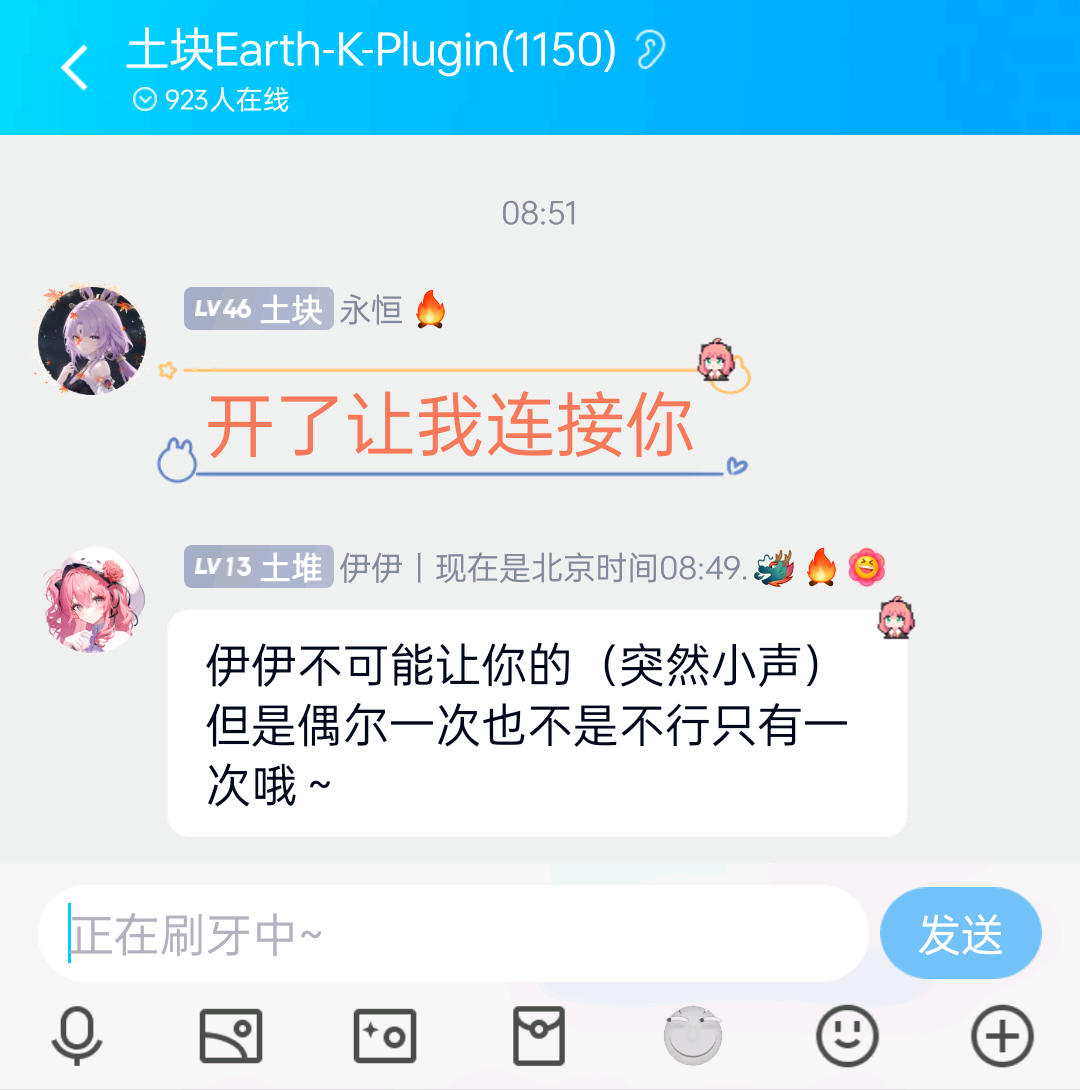 土块Earth-K-Plugin(1150)
923人在线
08:51
LV46 土块 永恒
开了让我连接你
LV13 土堆 伊伊丨现在是北京时间08:49.
伊伊不可能让你的（突然小声）
但是偶尔一次也不是不行只有一
次哦～
正在刷牙中~
发送